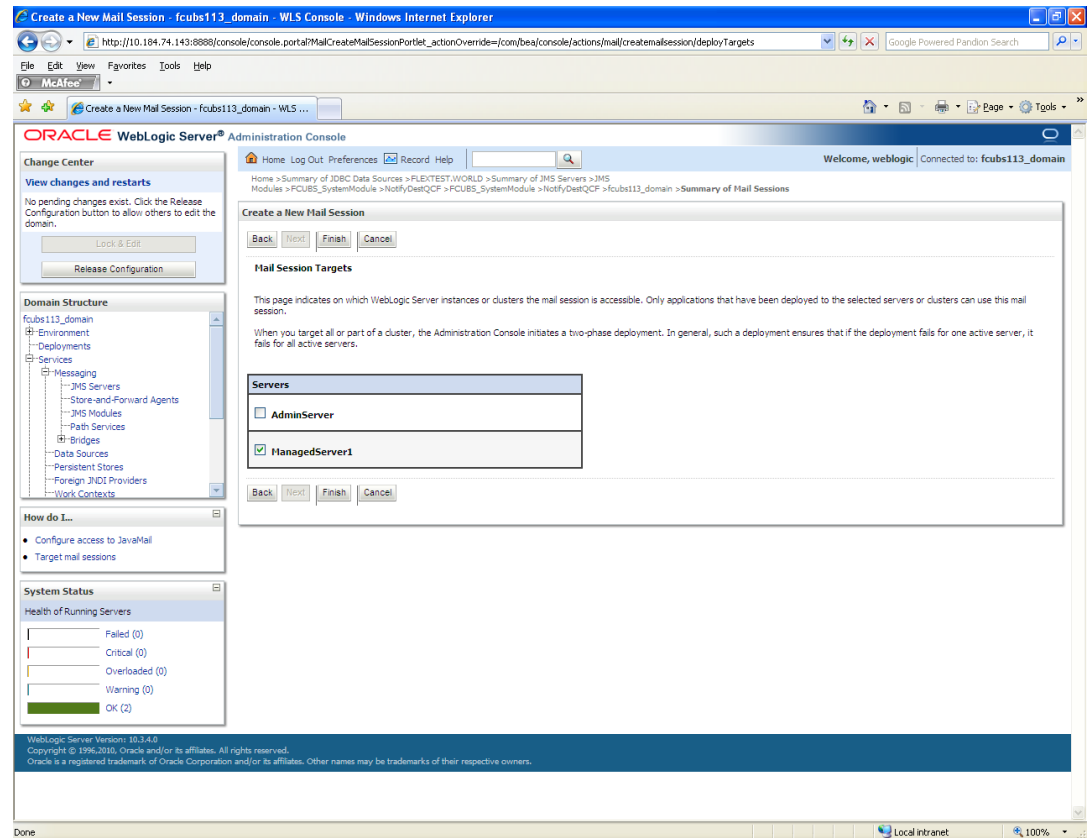 Create a New Mail Session - fcubs113_domain - WLS Console - Windows Internet Explorer
http://10.184.74.143:8888/console/console.portal?MailCreateMailSessionPortlet_actionOverride=/com/bea/console/actions/mail/createmailsession/deployTargets
Google Powered Pandion Search
File Edit View Favorites Tools Help
McAfee
Create a New Mail Session - fcubs113_domain - WLS ...
Page Tools »
ORACLE WebLogic Server® Administration Console
Change Center
View changes and restarts
No pending changes exist. Click the Release
Configuration button to allow others to edit the
domain.
Lock & Edit
Release Configuration
Domain Structure
fcubs113_domain
Environment
Deployments
Services
Messaging
JMS Servers
Store-and-Forward Agents
JMS Modules
Path Services
Bridges
Data Sources
Persistent Stores
Foreign JNDI Providers
Work Contexts
How do I...
Configure access to JavaMail
Target mail sessions
System Status
Health of Running Servers
Failed (0)
Critical (0)
Overloaded (0)
Warning (0)
OK (2)
Home Log Out Preferences Record Help
Welcome, weblogic Connected to: fcubs113_domain
Home >Summary of JDBC Data Sources >FLEXTEST.WORLD >Summary of JMS Servers >JMS
Modules >FCUBS_SystemModule >NotifyDestQCF >FCUBS_SystemModule >NotifyDestQCF >fcubs113_domain >Summary of Mail Sessions
Create a New Mail Session
Back Next Finish Cancel
Mail Session Targets
This page indicates on which WebLogic Server instances or clusters the mail session is accessible. Only applications that have been deployed to the selected servers or clusters can use this mail
session.
When you target all or part of a cluster, the Administration Console initiates a two-phase deployment. In general, such a deployment ensures that if the deployment fails for one active server, it
fails for all active servers.
Servers
AdminServer
ManagedServer1
Back Next Finish Cancel
WebLogic Server Version: 10.3.4.0
Copyright © 1996,2010, Oracle and/or its affiliates. All rights reserved.
Oracle is a registered trademark of Oracle Corporation and/or its affiliates. Other names may be trademarks of their respective owners.
Done
Local intranet
100%